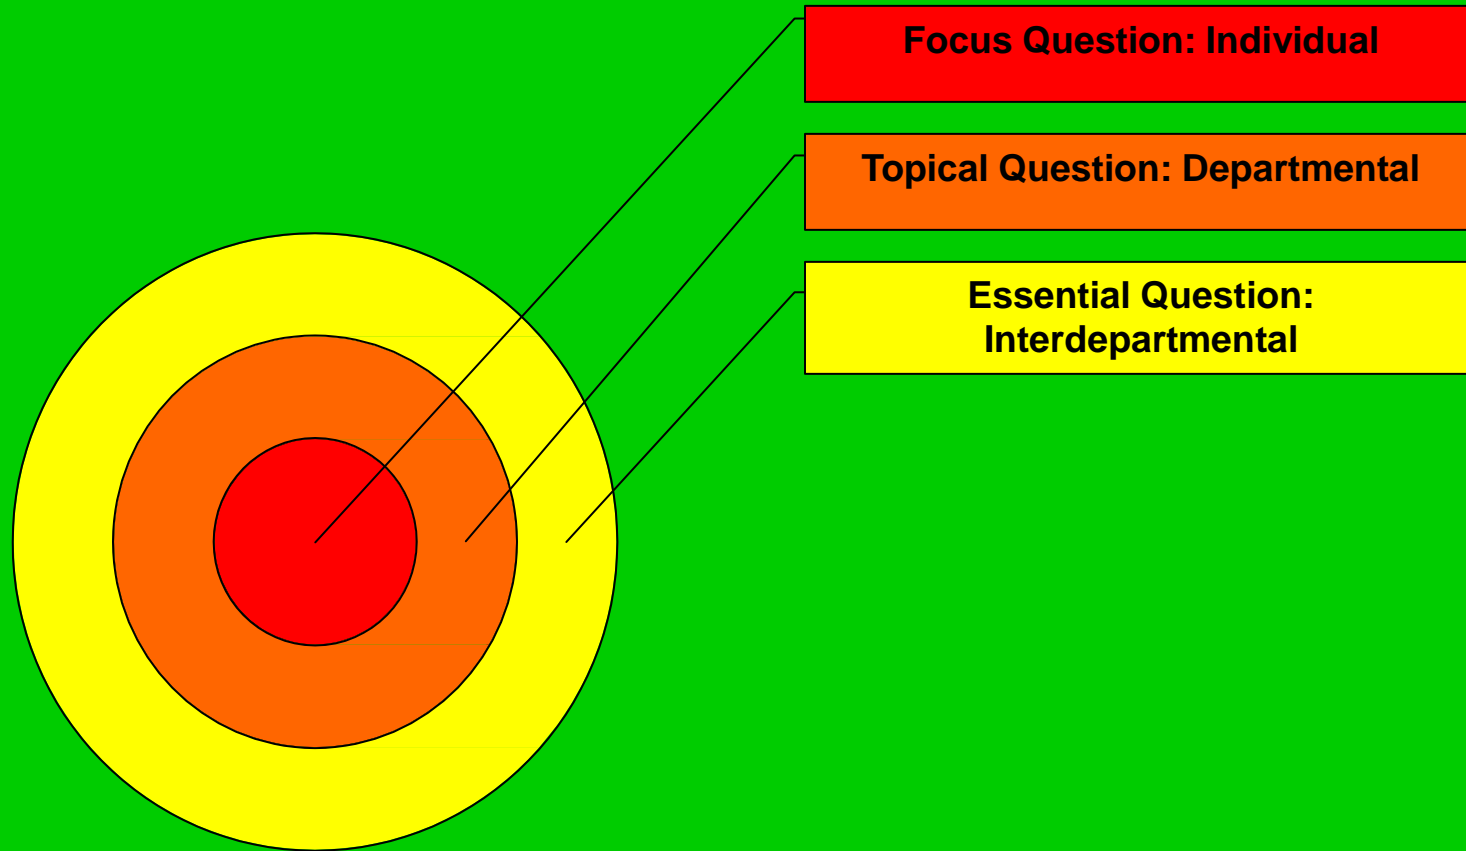 Focus Question: Individual
Topical Question: Departmental
Essential Question:
Interdepartmental